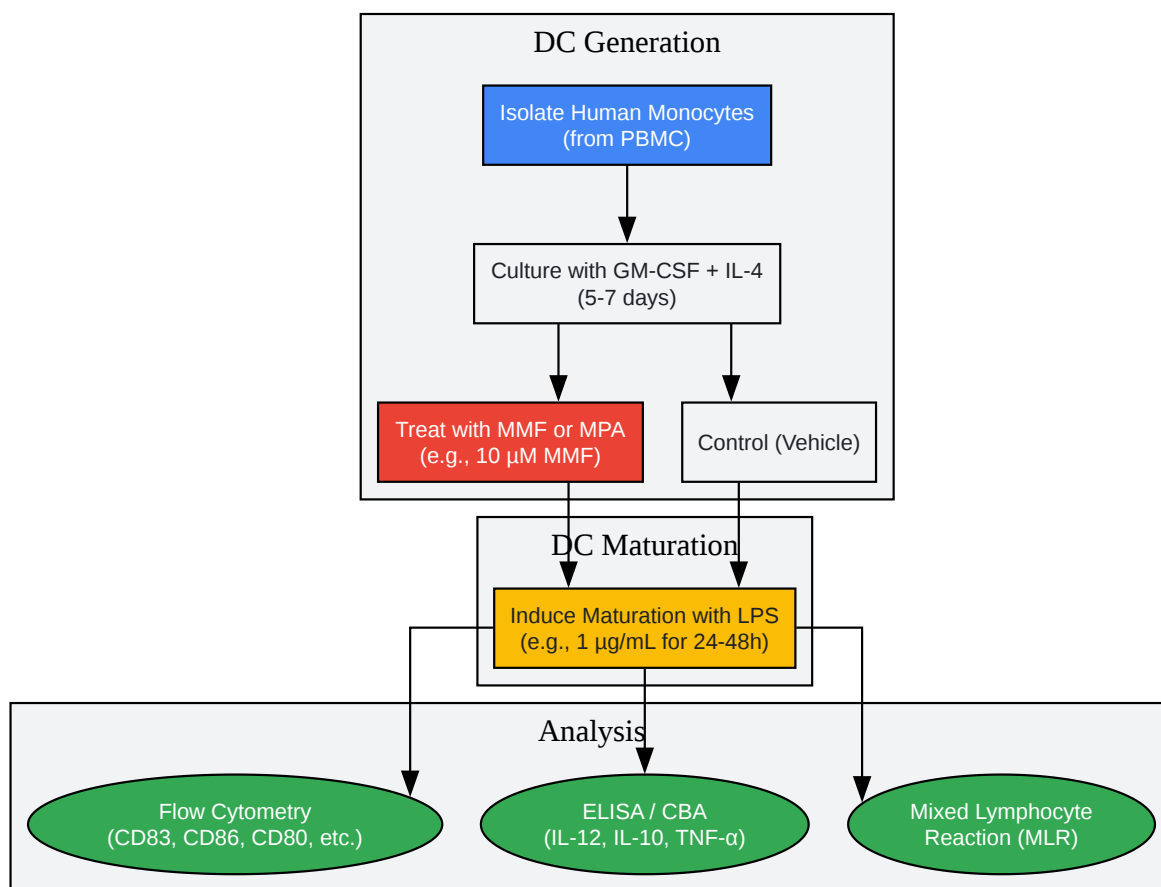 DC Generation
Isolate Human Monocytes
(from PBMC)
Culture with GM-CSF + IL-4
(5-7 days)
Treat with MMF or MPA
(e.g., 10 µM MMF)
Control (Vehicle)
DC Maturation
Induce Maturation with LPS
(e.g., 1 µg/mL for 24-48h)
Analysis
Flow Cytometry
(CD83, CD86, CD80, etc.)
ELISA / CBA
(IL-12, IL-10, TNF-α)
Mixed Lymphocyte
Reaction (MLR)